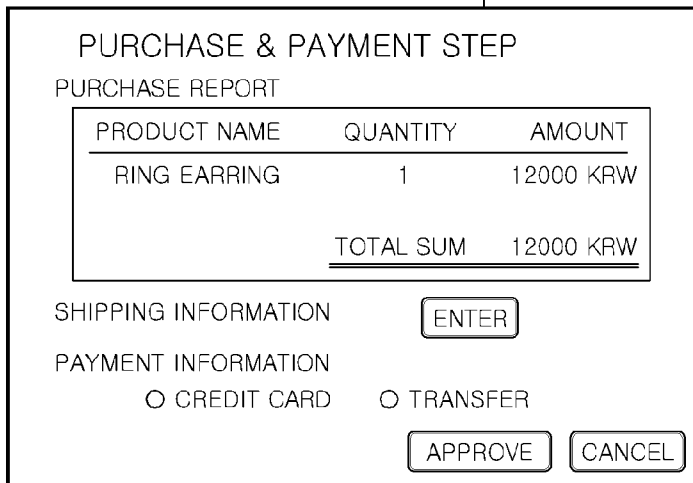 PURCHASE & PAYMENT STEP
PURCHASE REPORT
PRODUCT NAME QUANTITY AMOUNT
RING EARRING 1 12000 KRW
TOTAL SUM 12000 KRW
SHIPPING INFORMATION ENTER
PAYMENT INFORMATION
CREDIT CARD TRANSFER
APPROVE CANCEL